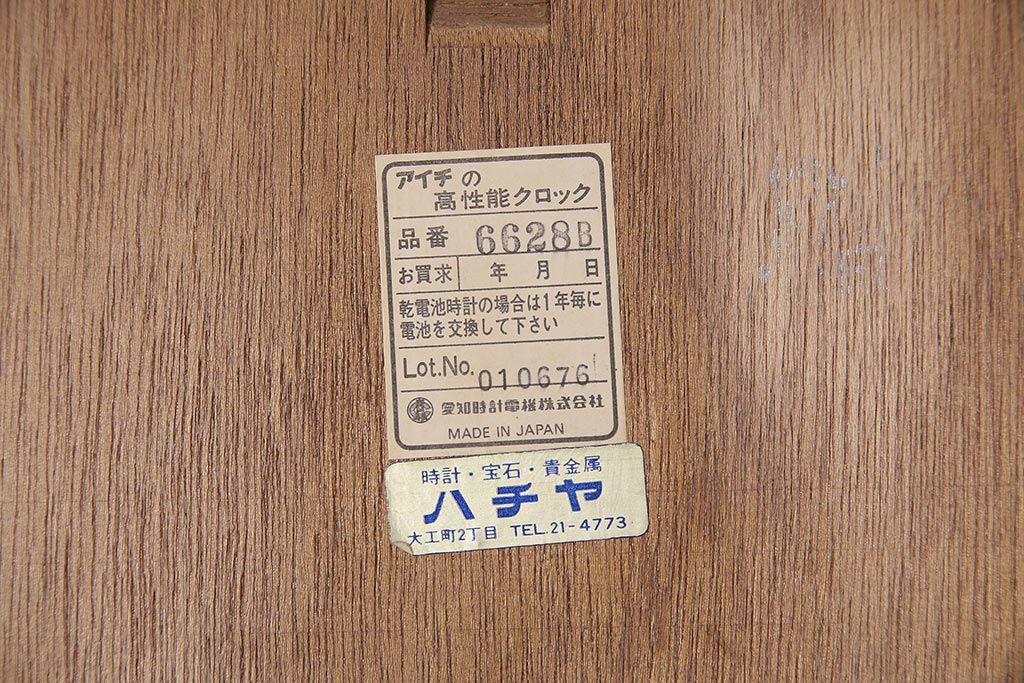 アイチの
高性能クロック
品番 6628B
お買求 年 月 日
乾電池時計の場合は1年毎に
電池を交換して下さい
Lot.No. 010676
愛知時計電機株式会社
MADE IN JAPAN
時計・宝石・貴金属
ハチヤ
大工町2丁目 TEL.21-4773